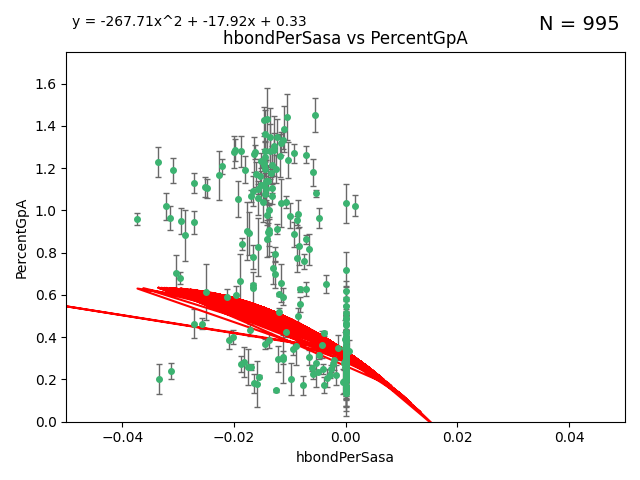 y = -267.71x^2 + -17.92x + 0.33
N = 995
hbondPerSasa vs PercentGpA
PercentGpA
1.6
1.4
1.2
1.0
0.8
0.6
0.4
0.2
0.0
−0.04
−0.02
0.00
0.02
0.04
hbondPerSasa